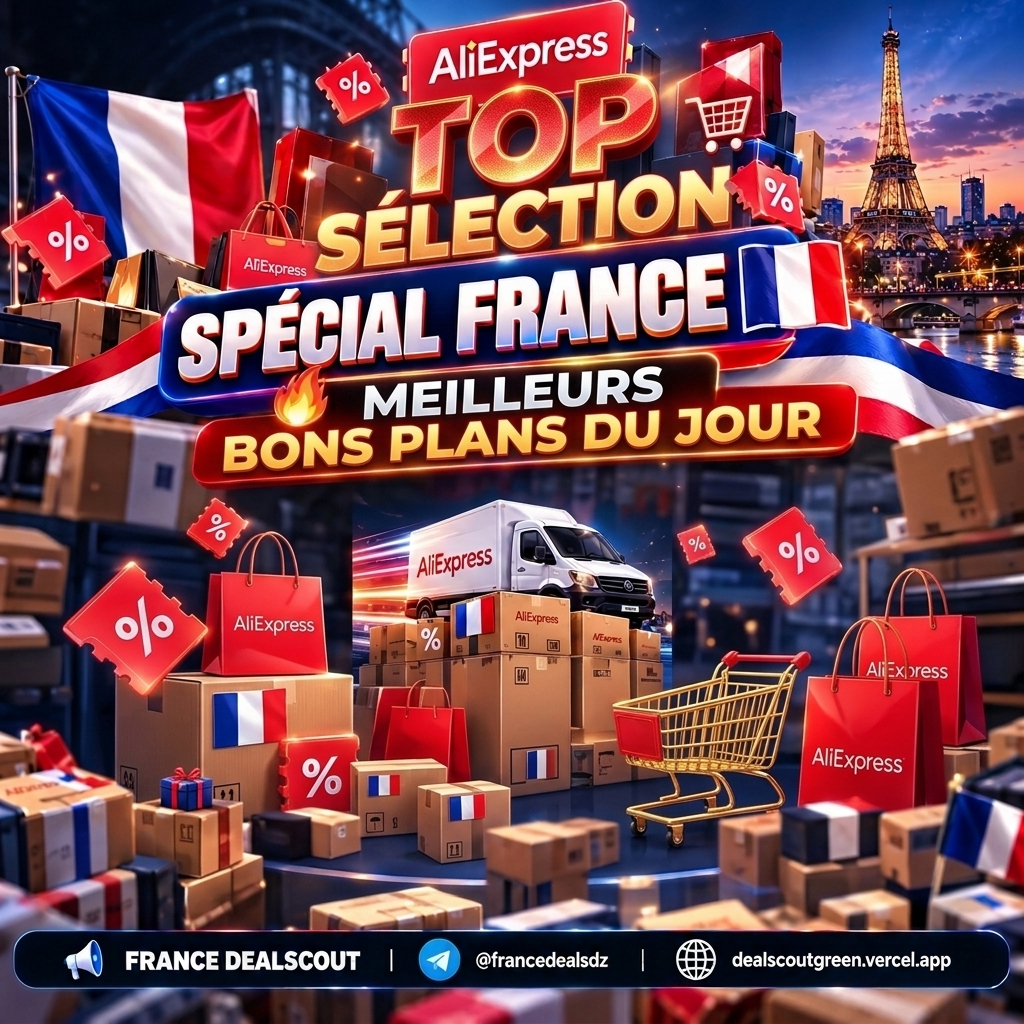 AliExpress
TOP
SÉLECTION
SPÉCIAL FRANCE
MEILLEURS
BONS PLANS DU JOUR
%
%
%
AliExpress
%
%
%
%
AliExpress
AliExpress
%
AliExpress
%
AliExpress
AliExpress
FRANCE DEALSCOUT | @francedealsdz | dealscoutgreen.vercel.app